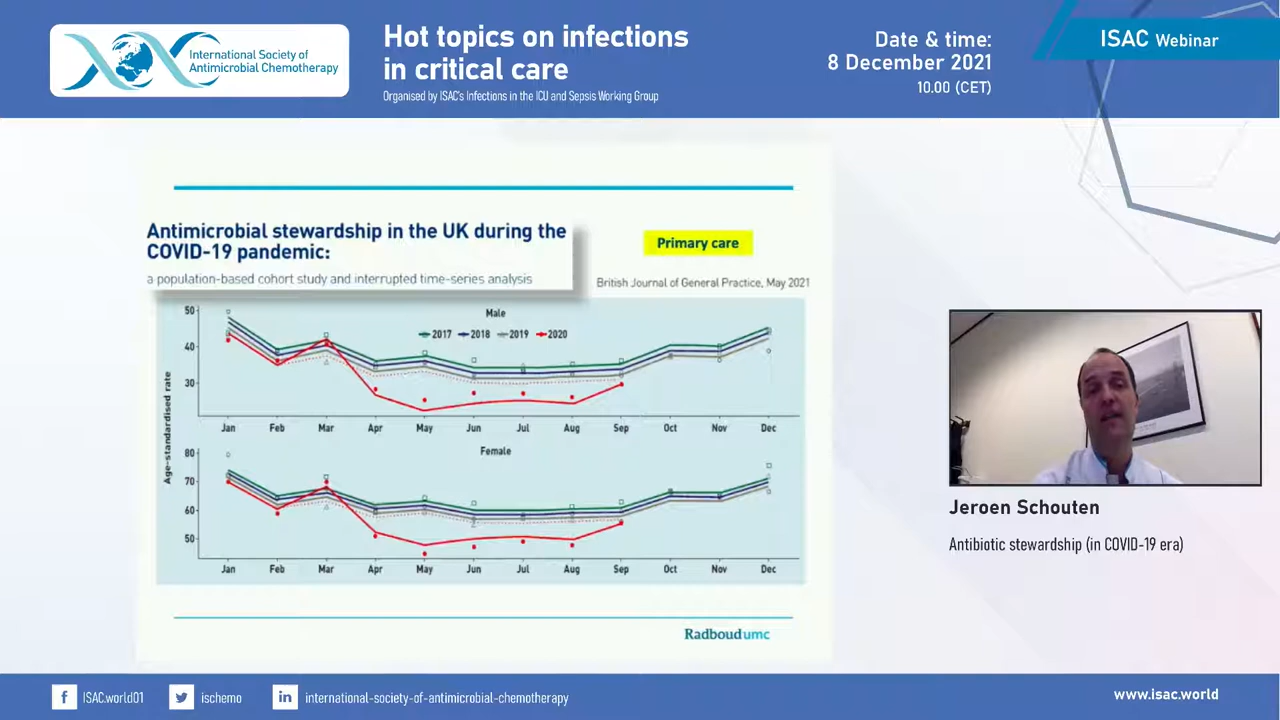 International Society of
Antimicrobial Chemotherapy
Hot topics on infections
in critical care
Organised by ISAC's Infections in the ICU and Sepsis Working Group
Date & time:
8 December 2021
10.00 (CET)
ISAC Webinar
Antimicrobial stewardship in the UK during the
COVID-19 pandemic:
a population-based cohort study and interrupted time-series analysis
Primary care
British Journal of General Practice, May 2021
Age-standardised rate
Male
2017 2018 2019 2020
50
40
30
Jan Feb Mar Apr May Jun Jul Aug Sep Oct Nov Dec
Female
80
70
60
50
Jan Feb Mar Apr May Jun Jul Aug Sep Oct Nov Dec
Radboudumc
Jeroen Schouten
Antibiotic stewardship (in COVID-19 era)
f ISAC.world01 ischemo in international-society-of-antimicrobial-chemotherapy
www.isac.world